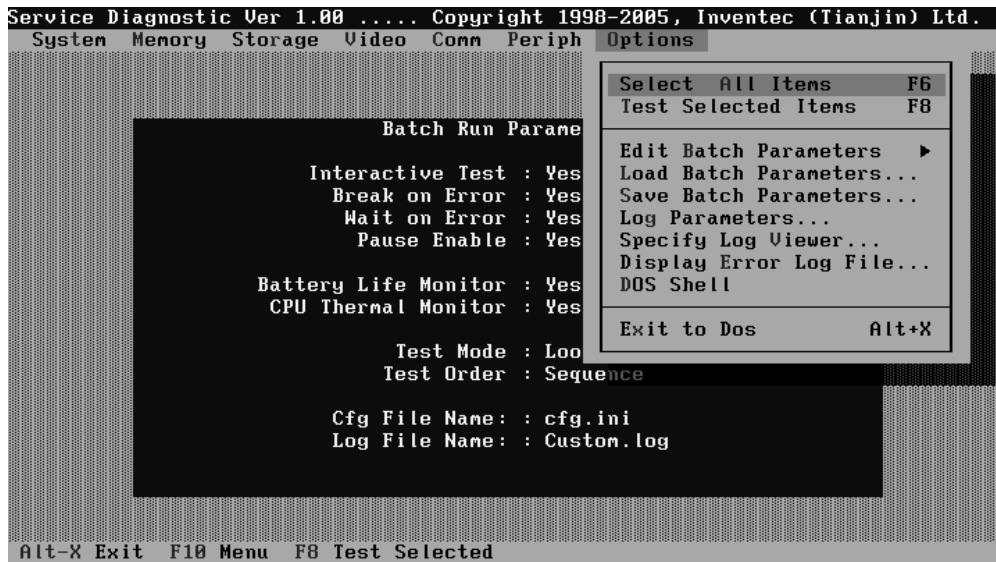 Service Diagnostic Ver 1.00 ..... Copyright 1998-2005, Inventec (Tianjin) Ltd.
System Memory Storage Video Comm Periph Options
Select All Items F6
Test Selected Items F8
Edit Batch Parameters ►
Load Batch Parameters...
Save Batch Parameters...
Log Parameters...
Specify Log Viewer...
Display Error Log File...
DOS Shell
Exit to Dos Alt+X
Batch Run Parame
Interactive Test : Yes
Break on Error : Yes
Wait on Error : Yes
Pause Enable : Yes
Battery Life Monitor : Yes
CPU Thermal Monitor : Yes
Test Mode : Loo
Test Order : Sequence
Cfg File Name: : cfg.ini
Log File Name: : Custom.log
Alt-X Exit F10 Menu F8 Test Selected